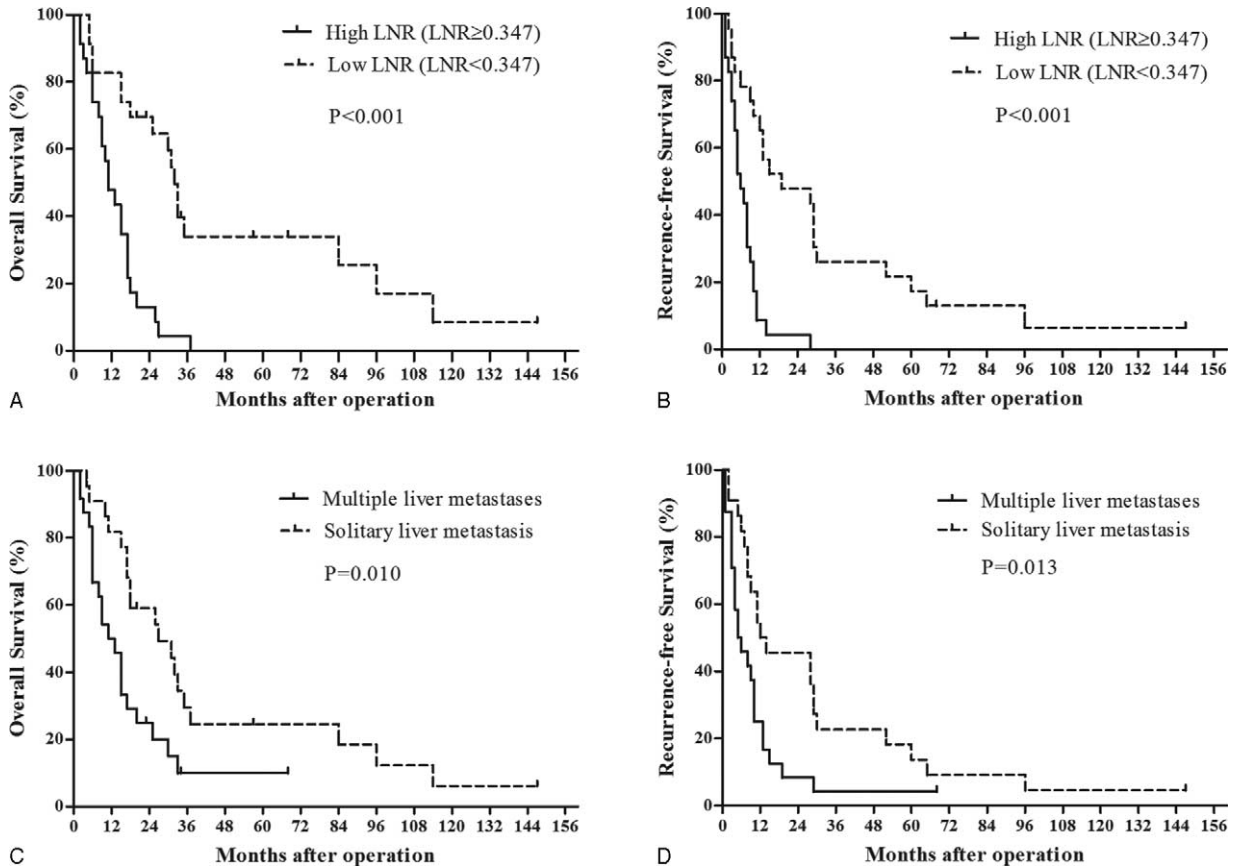 High LNR (LNR≥0.347)
Low LNR (LNR<0.347)
P<0.001
Overall Survival (%)
100
80
60
40
20
0
0 12 24 36 48 60 72 84 96 108 120 132 144 156
Months after operation
A
High LNR (LNR≥0.347)
Low LNR (LNR<0.347)
P<0.001
Recurrence-free Survival (%)
100
80
60
40
20
0
0 12 24 36 48 60 72 84 96 108 120 132 144 156
Months after operation
B
Multiple liver metastases
Solitary liver metastasis
P=0.010
Overall Survival (%)
100
80
60
40
20
0
0 12 24 36 48 60 72 84 96 108 120 132 144 156
Months after operation
C
Multiple liver metastases
Solitary liver metastasis
P=0.013
Recurrence-free Survival (%)
100
80
60
40
20
0
0 12 24 36 48 60 72 84 96 108 120 132 144 156
Months after operation
D